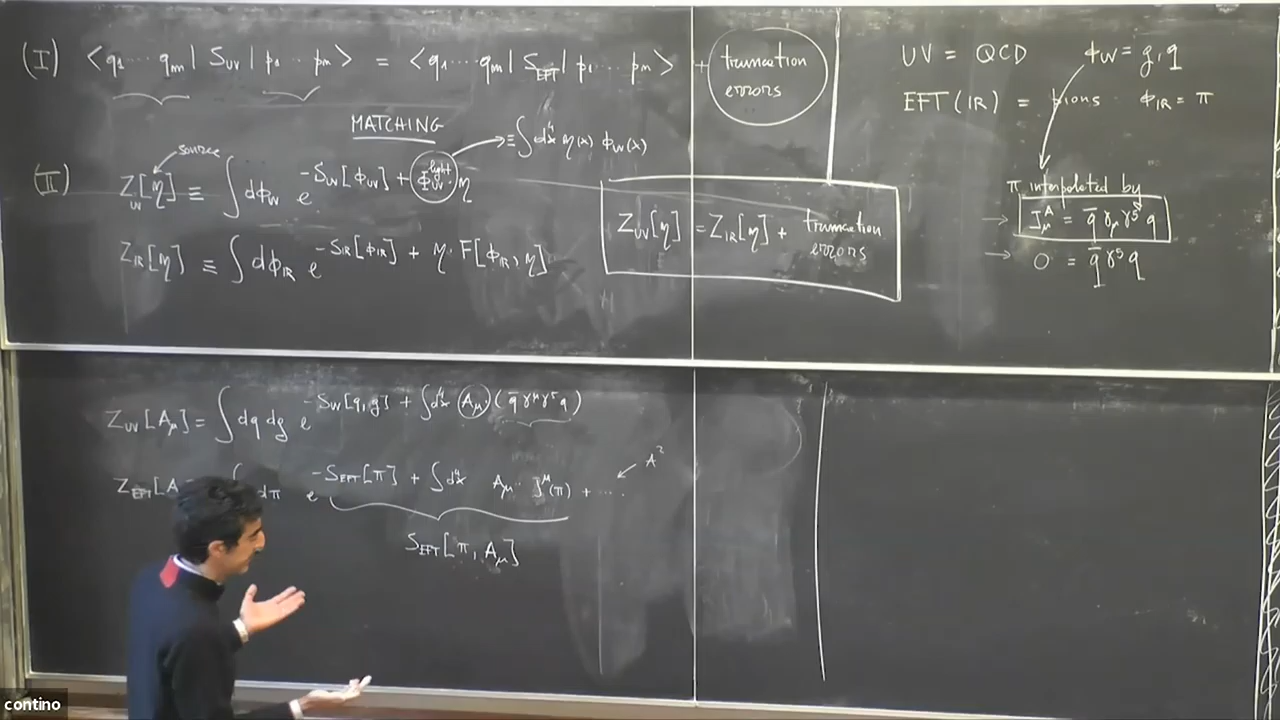 (I) <q₁ ... qₘ | S_UV | p₁ ... pₘ> = <q₁ ... qₘ | S_EFT | p₁ ... pₘ> + truncation errors
MATCHING
source
(II) Z_UV[η] ≡ ∫ dϕ_UV e^{-S_UV[ϕ_UV] + Φ_UV^{light} · η}
≡ ∫d⁴x η(x) ϕ_UV(x)
Z_IR[η] ≡ ∫ dϕ_IR e^{-S_IR[ϕ_IR] + η · F[ϕ_IR, η]}
Z_UV[η] = Z_IR[η] + truncation errors
UV = QCD ϕ_UV = g, q
EFT (IR) = pions ϕ_IR = π
π interpolated by
→ J_μ^A = q̄ γ_μ γ⁵ q
→ O = q̄ γ⁵ q
Z_UV[A_μ] = ∫ dq dg e^{-S_UV[q,g] + ∫d⁴x A_μ (q̄ γ^μ γ⁵ q)}
Z_EFT[A dπ e^{-S_EFT[π] + ∫d⁴x A_μ J^μ(π) + ....}
A²
S_EFT[π, A_μ]
contino